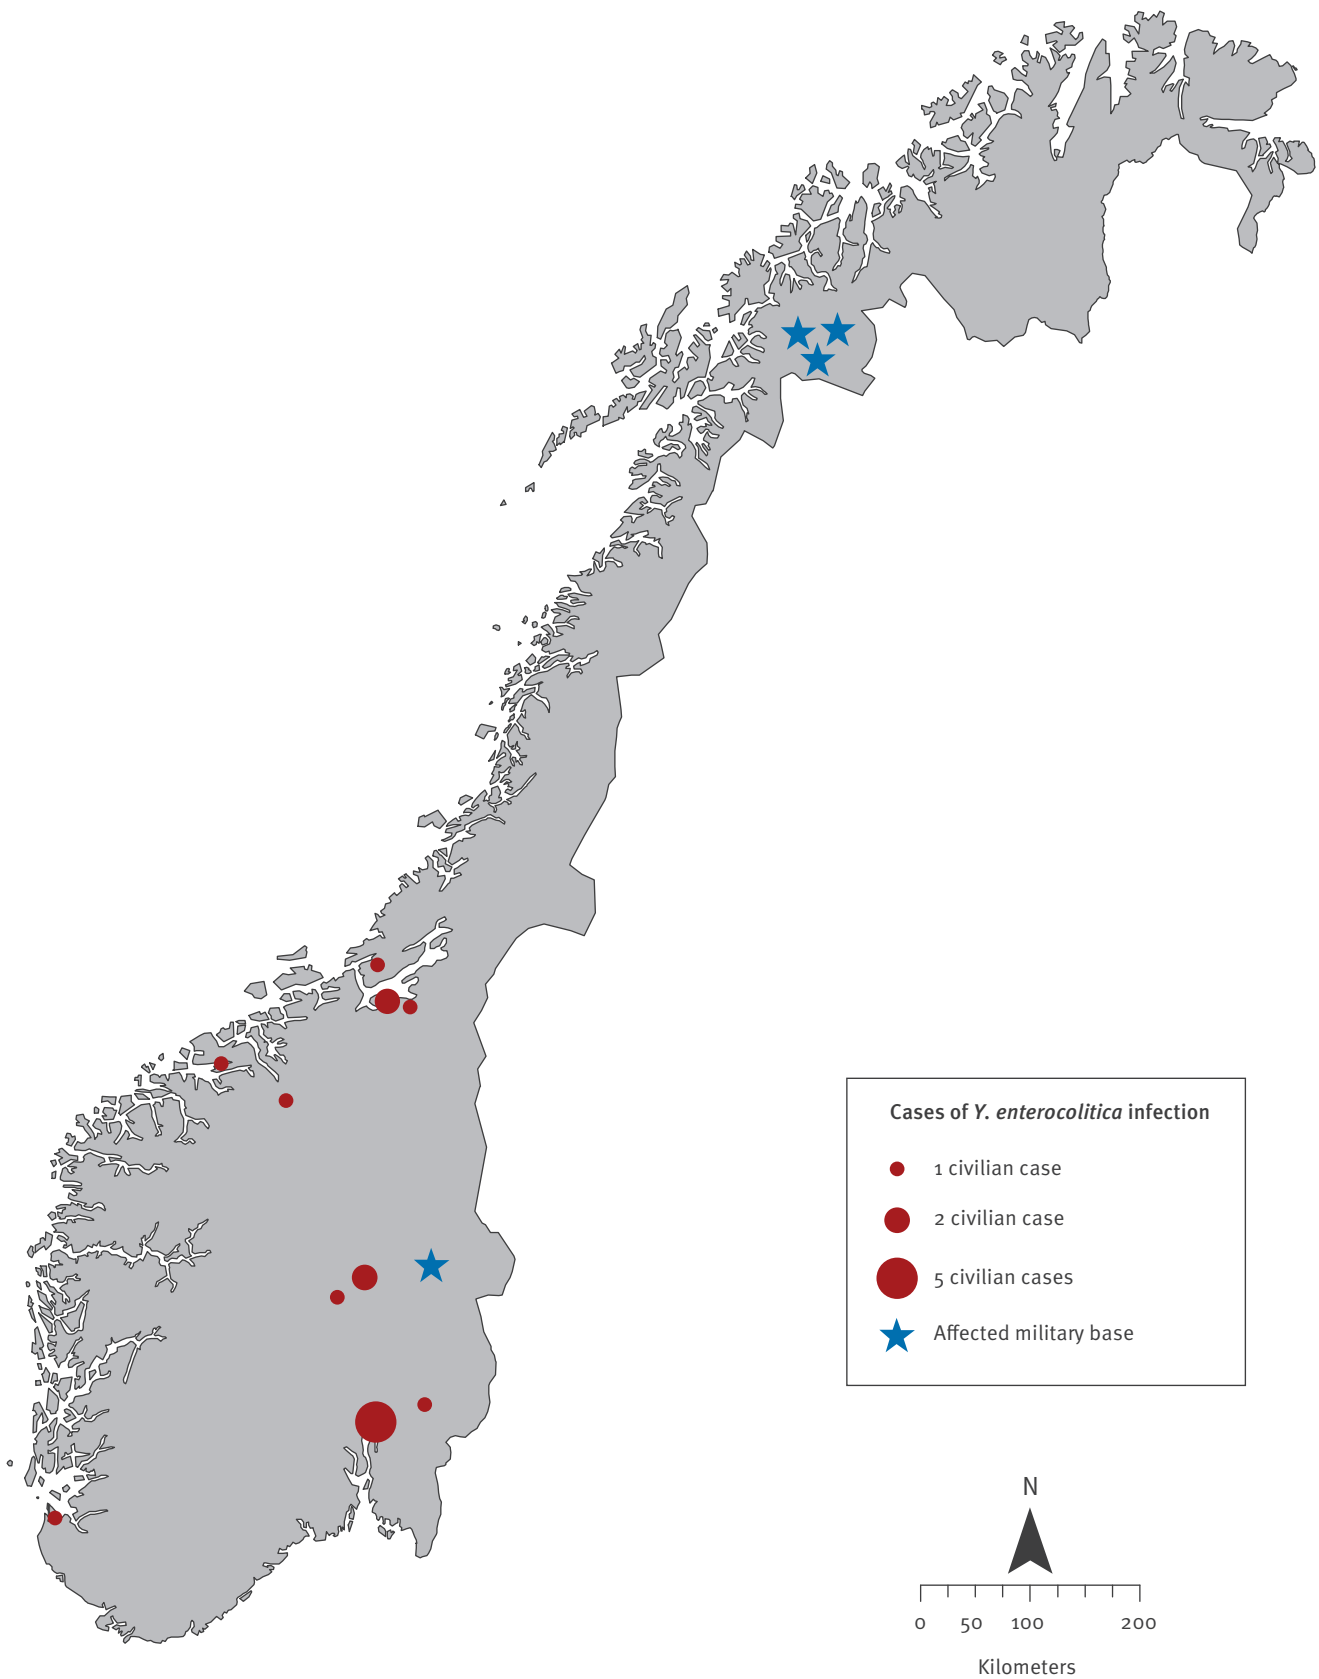 Cases of Y. enterocolitica infection
1 civilian case
2 civilian case
5 civilian cases
Affected military base
N
0 50 100 200
Kilometers